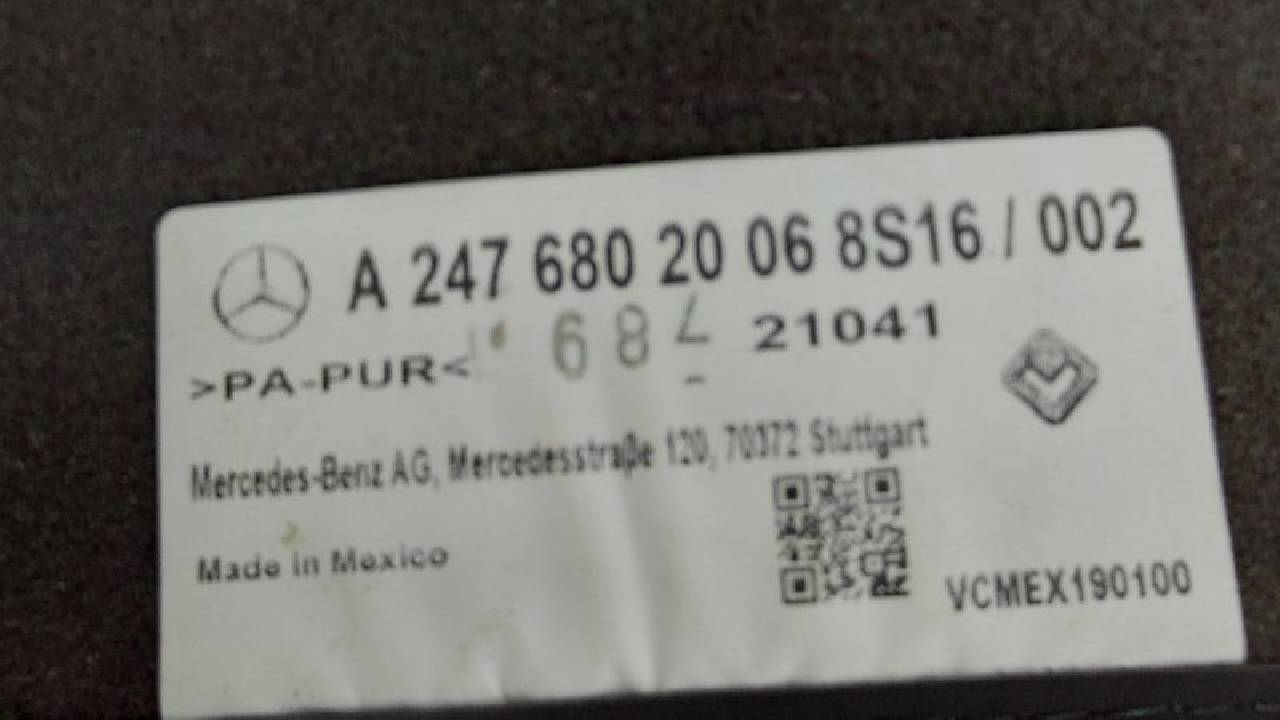 A 247 680 20 06 8S16 / 002
>PA-PUR< 68 21041
Mercedes-Benz AG, Mercedesstraße 120, 70372 Stuttgart
Made in Mexico
VCMEX190100